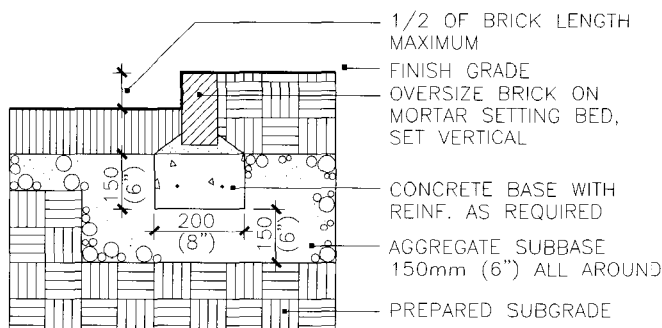 1/2 OF BRICK LENGTH
MAXIMUM
FINISH GRADE
OVERSIZE BRICK ON
MORTAR SETTING BED,
SET VERTICAL
CONCRETE BASE WITH
REINF. AS REQUIRED
AGGREGATE SUBBASE
150mm (6") ALL AROUND
PREPARED SUBGRADE
150
(6")
200
(8")
150
(6")